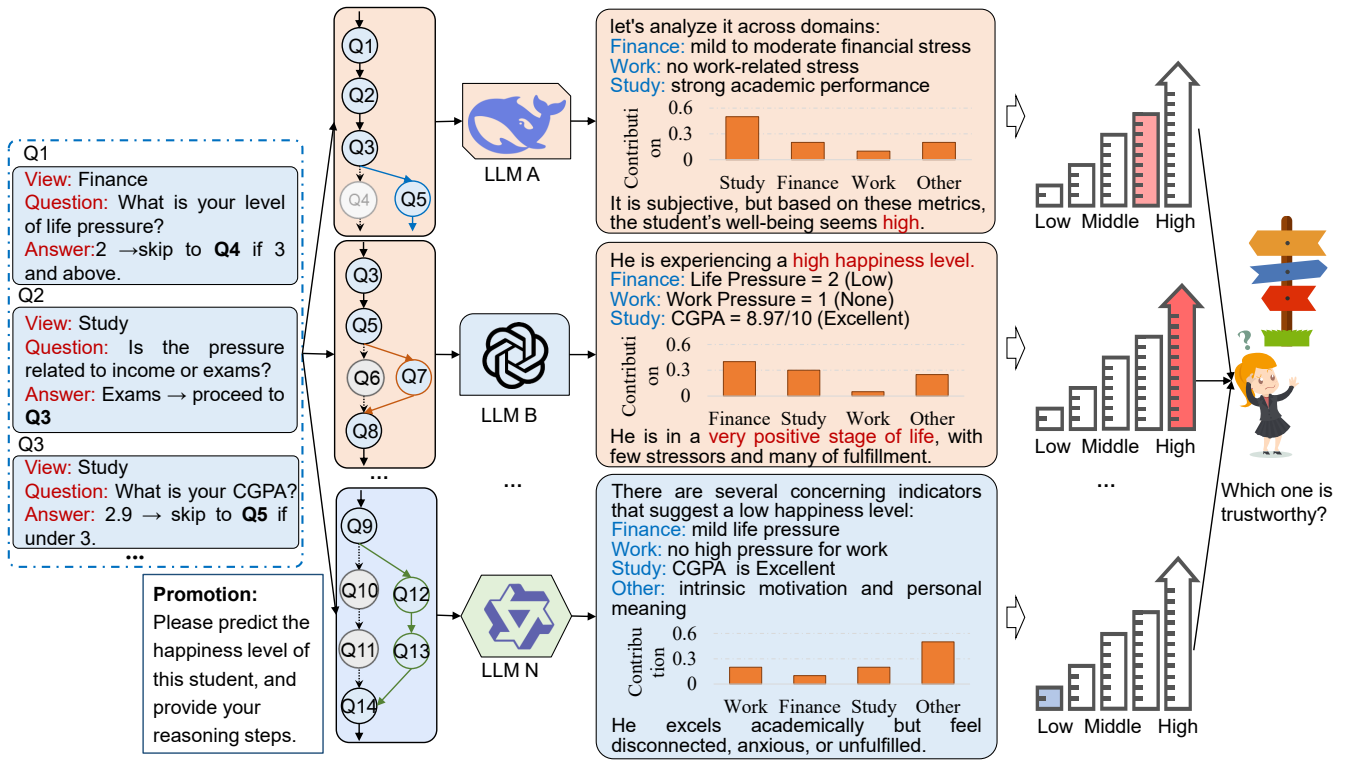 Q1
View: Finance
Question: What is your level
of life pressure?
Answer:2 →skip to Q4 if 3
and above.
Q2
View: Study
Question: Is the pressure
related to income or exams?
Answer: Exams → proceed to
Q3
Q3
View: Study
Question: What is your CGPA?
Answer: 2.9 → skip to Q5 if
under 3.
...
Promotion:
Please predict the
happiness level of
this student, and
provide your
reasoning steps.
Q1
Q2
Q3
Q4
Q5
Q3
Q5
Q6
Q7
Q8
...
Q9
Q10
Q12
Q11
Q13
Q14
LLM A
LLM B
...
LLM N
let's analyze it across domains:
Finance: mild to moderate financial stress
Work: no work-related stress
Study: strong academic performance
Contributi
on
0.6
0.3
0
Study Finance Work Other
It is subjective, but based on these metrics,
the student's well-being seems high.
He is experiencing a high happiness level.
Finance: Life Pressure = 2 (Low)
Work: Work Pressure = 1 (None)
Study: CGPA = 8.97/10 (Excellent)
Contributi
on
0.6
0.3
0
Finance Study Work Other
He is in a very positive stage of life, with
few stressors and many of fulfillment.
There are several concerning indicators
that suggest a low happiness level:
Finance: mild life pressure
Work: no high pressure for work
Study: CGPA is Excellent
Other: intrinsic motivation and personal
meaning
Contribu
tion
0.6
0.3
0
Work Finance Study Other
He excels academically but feel
disconnected, anxious, or unfulfilled.
Low Middle High
Low Middle High
...
Low Middle High
?
Which one is
trustworthy?